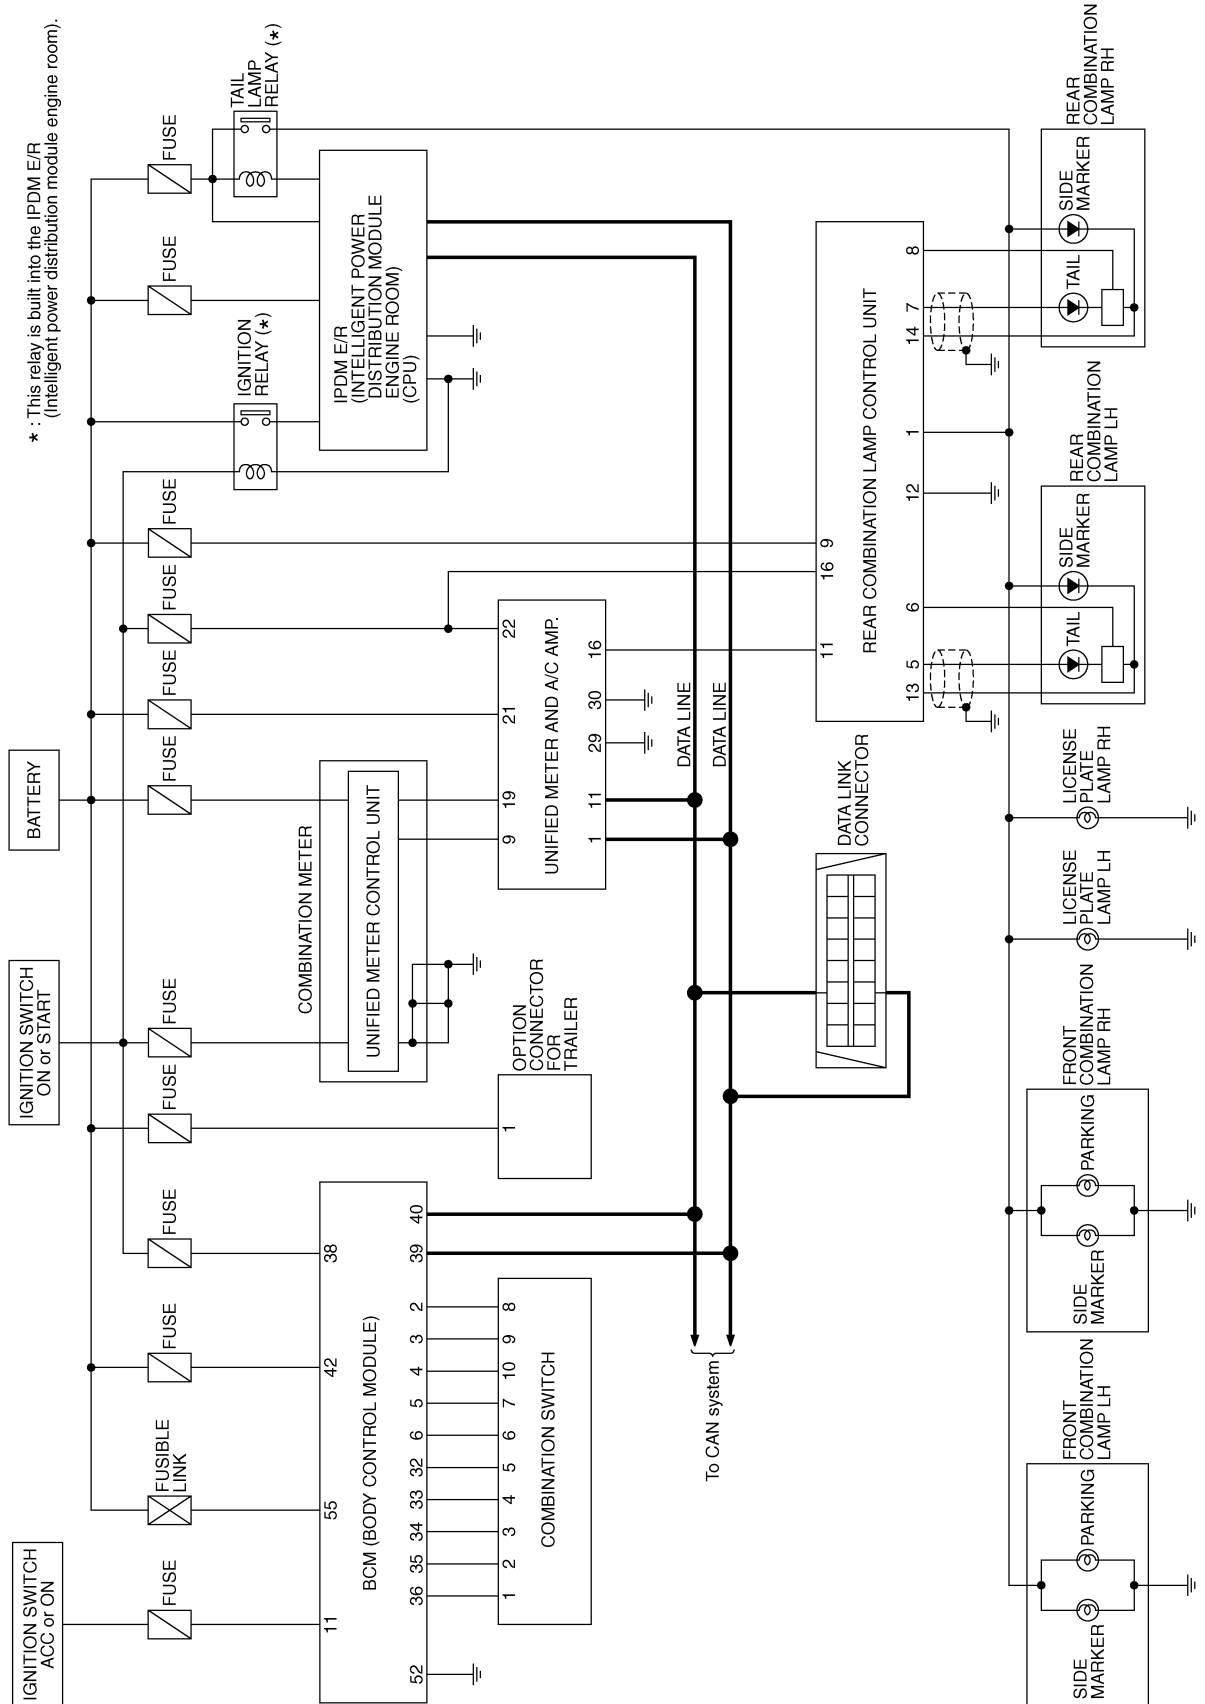 IGNITION SWITCH
ACC or ON
IGNITION SWITCH
ON or START
BATTERY
* : This relay is built into the IPDM E/R
(Intelligent power distribution module engine room).
FUSE
FUSIBLE
LINK
FUSE
FUSE
FUSE
FUSE
FUSE
FUSE
FUSE
FUSE
IGNITION
RELAY (*)
FUSE
FUSE
TAIL
LAMP
RELAY (*)
11
55
42
38
BCM (BODY CONTROL MODULE)
52
36
35
34
33
32
6
5
4
3
2
39
40
1
2
3
4
5
6
7
10
9
8
COMBINATION SWITCH
1
OPTION
CONNECTOR
FOR
TRAILER
COMBINATION METER
UNIFIED METER CONTROL UNIT
9
19
21
22
UNIFIED METER AND A/C AMP.
1
11
29
30
16
IPDM E/R
(INTELLIGENT POWER
DISTRIBUTION MODULE
ENGINE ROOM)
(CPU)
DATA LINE
DATA LINE
To CAN system
DATA LINK
CONNECTOR
11
16
9
REAR COMBINATION LAMP CONTROL UNIT
13
5
6
12
1
14
7
8
FRONT
COMBINATION
LAMP LH
SIDE
MARKER
PARKING
FRONT
COMBINATION
LAMP RH
SIDE
MARKER
PARKING
LICENSE
PLATE
LAMP LH
LICENSE
PLATE
LAMP RH
REAR
COMBINATION
LAMP LH
TAIL
SIDE
MARKER
REAR
COMBINATION
LAMP RH
TAIL
SIDE
MARKER